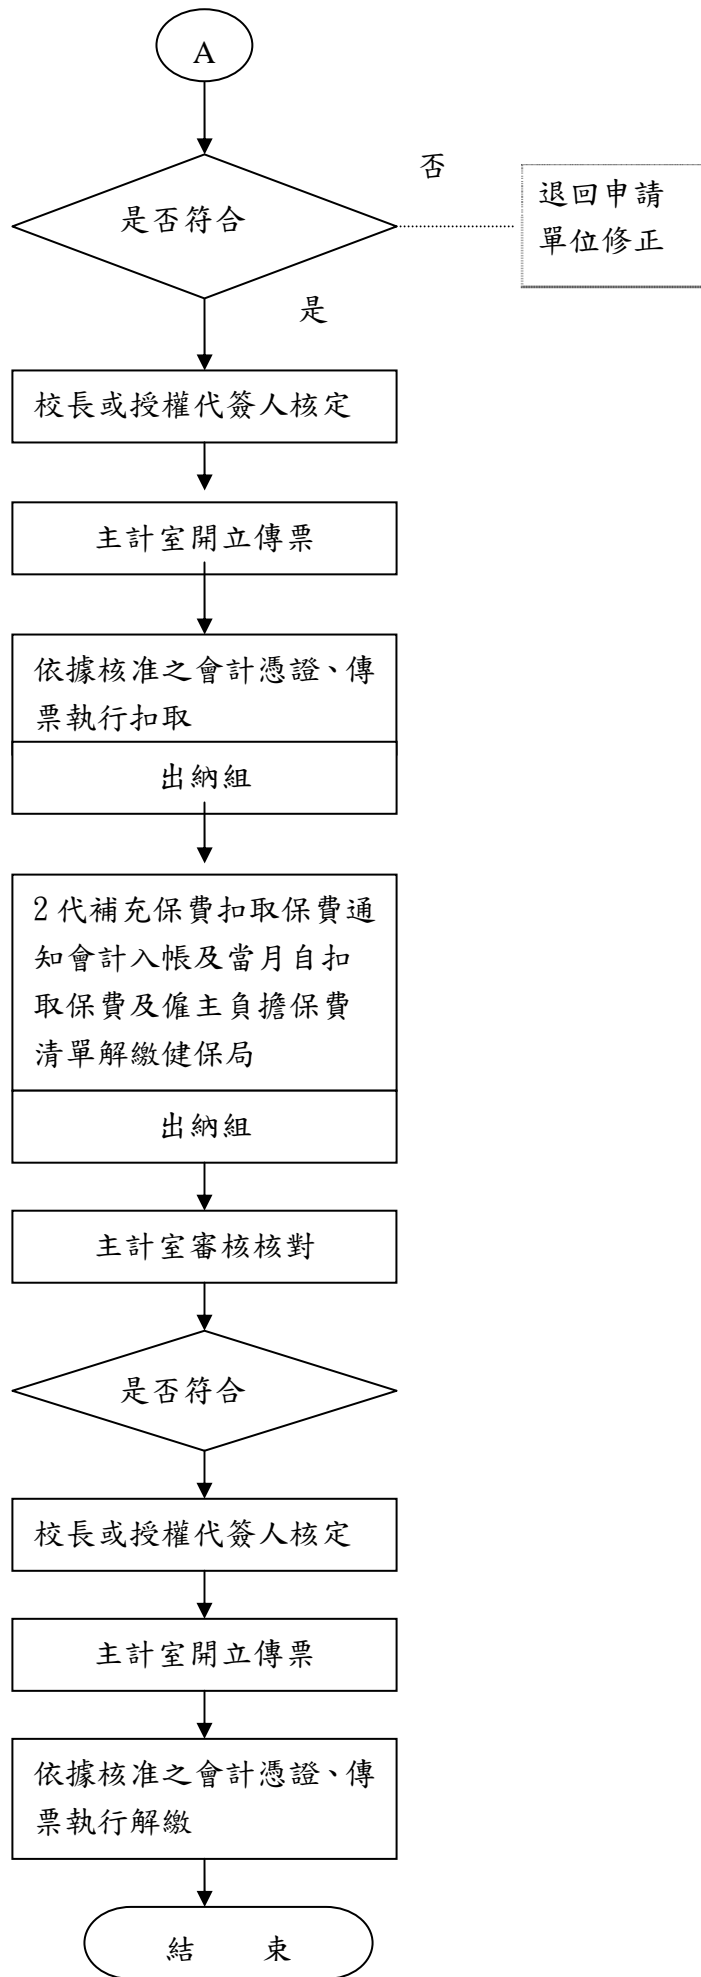 A
否
退回申請
單位修正
是否符合
是
校長或授權代簽人核定
主計室開立傳票
依據核准之會計憑證、傳
票執行扣取
出納組
2代補充保費扣取保費通
知會計入帳及當月自扣
取保費及僱主負擔保費
清單解繳健保局
出納組
主計室審核核對
是否符合
校長或授權代簽人核定
主計室開立傳票
依據核准之會計憑證、傳
票執行解繳
結 束